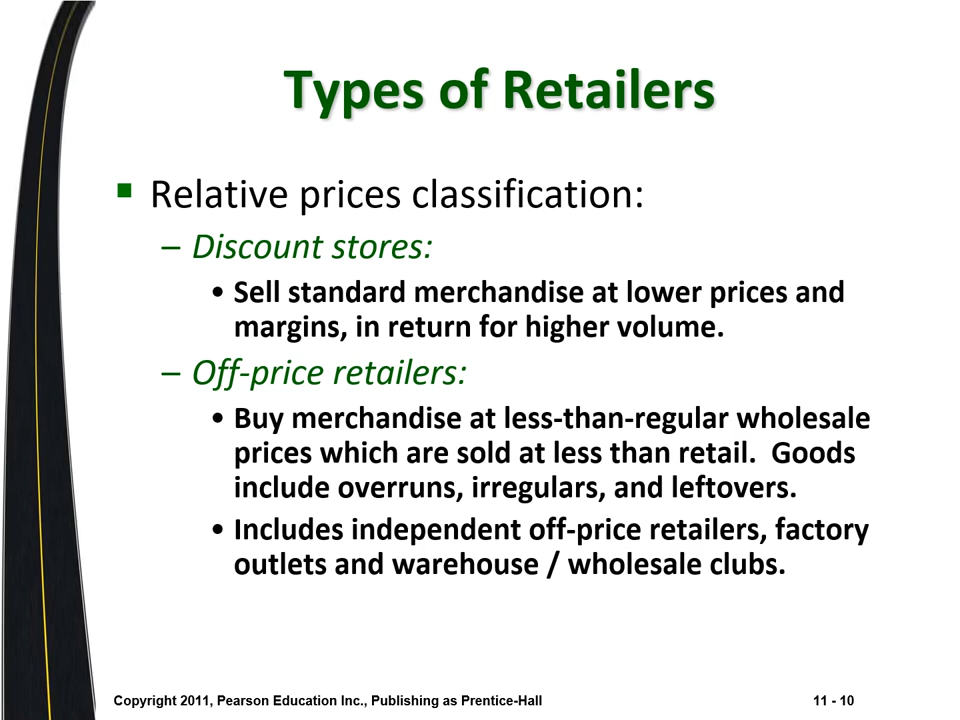 Types of Retailers
▪ Relative prices classification:
– Discount stores:
• Sell standard merchandise at lower prices and
margins, in return for higher volume.
– Off-price retailers:
• Buy merchandise at less-than-regular wholesale
prices which are sold at less than retail.  Goods
include overruns, irregulars, and leftovers.
• Includes independent off-price retailers, factory
outlets and warehouse / wholesale clubs.
Copyright 2011, Pearson Education Inc., Publishing as Prentice-Hall
11 - 10